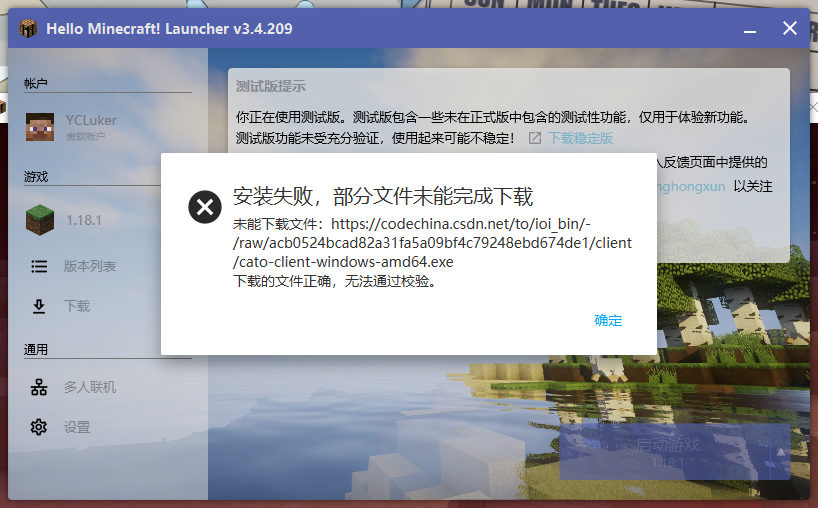 SUN MON TUES
Hello Minecraft! Launcher v3.4.209
帐户
YCLuker
微软帐户
游戏
1.18.1
版本列表
下载
通用
多人联机
设置
测试版提示
你正在使用测试版。测试版包含一些未在正式版中包含的测试性功能，仅用于体验新功能。
测试版功能未受充分验证，使用起来可能不稳定！ 下载稳定版
反馈页面中提供的
nghongxun 以关注
安装失败，部分文件未能完成下载
未能下载文件：https://codechina.csdn.net/to/ioi_bin/-
/raw/acb0524bcad82a31fa5a09bf4c79248ebd674de1/client
/cato-client-windows-amd64.exe
下载的文件正确，无法通过校验。
确定
启动游戏
1.18.1